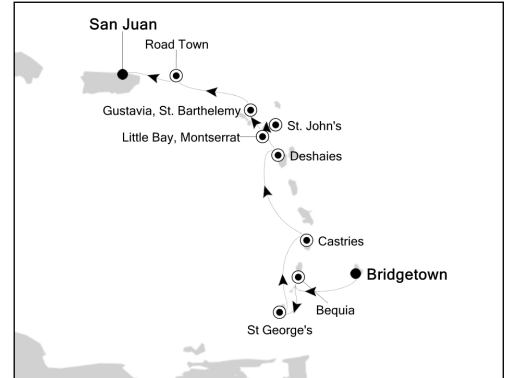 San Juan
Road Town
Gustavia, St. Barthelemy
St. John's
Little Bay, Montserrat
Deshaies
Castries
Bridgetown
Bequia
St George's